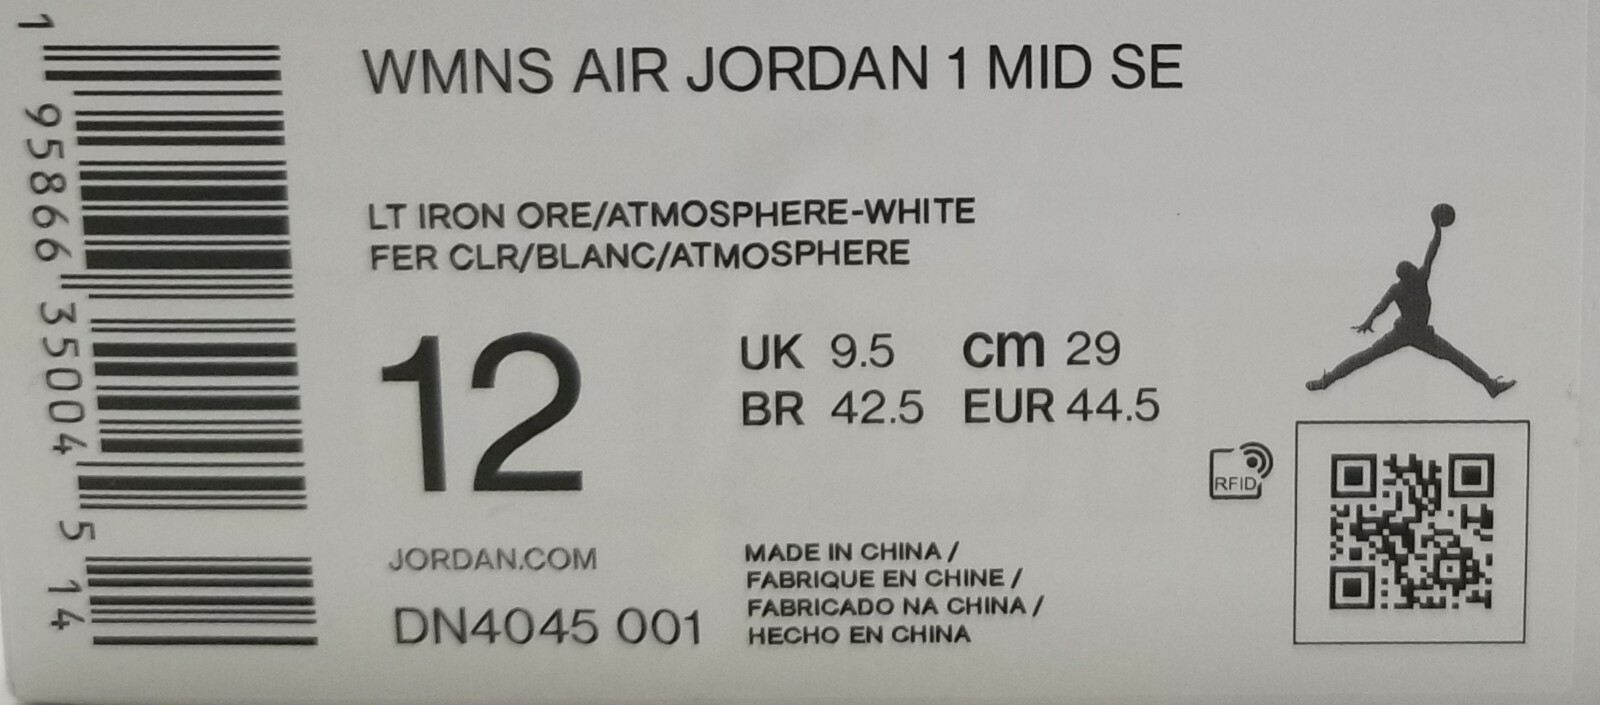 WMNS AIR JORDAN 1 MID SE
LT IRON ORE/ATMOSPHERE-WHITE
FER CLR/BLANC/ATMOSPHERE
12
UK 9.5 cm 29
BR 42.5 EUR 44.5
RFID
JORDAN.COM
DN4045 001
MADE IN CHINA /
FABRIQUE EN CHINE /
FABRICADO NA CHINA /
HECHO EN CHINA
1 95866 35004 5 14